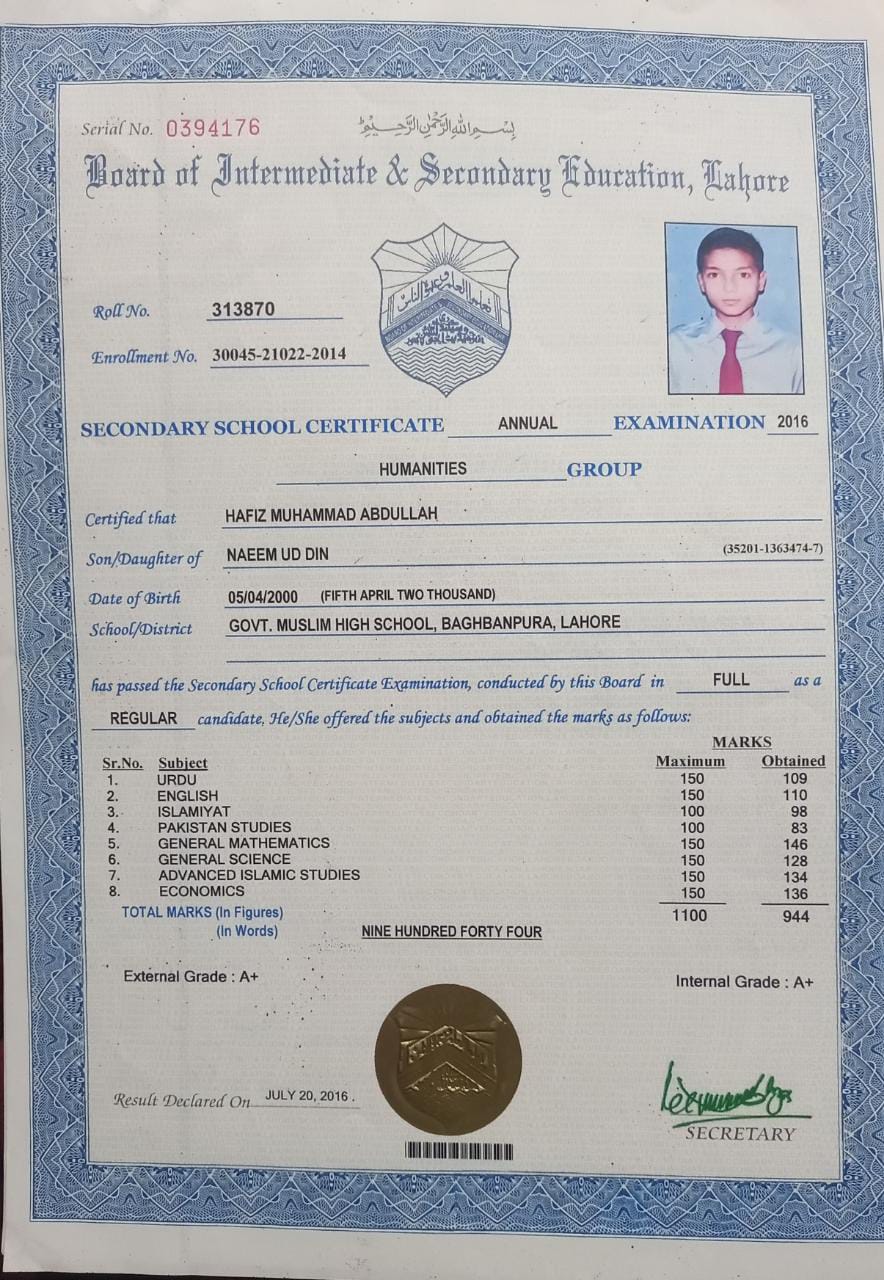 Serial No. 0394176
بسم الله الرحمن الرحيم
Board of Intermediate & Secondary Education, Lahore
Roll No. 313870
Enrollment No. 30045-21022-2014
SECONDARY SCHOOL CERTIFICATE ANNUAL EXAMINATION 2016
HUMANITIES GROUP
Certified that HAFIZ MUHAMMAD ABDULLAH
Son/Daughter of NAEEM UD DIN (35201-1363474-7)
Date of Birth 05/04/2000 (FIFTH APRIL TWO THOUSAND)
School/District GOVT. MUSLIM HIGH SCHOOL, BAGHBANPURA, LAHORE
has passed the Secondary School Certificate Examination, conducted by this Board in FULL as a
REGULAR candidate, He/She offered the subjects and obtained the marks as follows:
MARKS
Sr.No. Subject Maximum Obtained
1. URDU 150 109
2. ENGLISH 150 110
3. ISLAMIYAT 100 98
4. PAKISTAN STUDIES 100 83
5. GENERAL MATHEMATICS 150 146
6. GENERAL SCIENCE 150 128
7. ADVANCED ISLAMIC STUDIES 150 134
8. ECONOMICS 150 136
TOTAL MARKS (In Figures) 1100 944
(In Words) NINE HUNDRED FORTY FOUR
External Grade : A+ Internal Grade : A+
Result Declared On JULY 20, 2016 .
SECRETARY